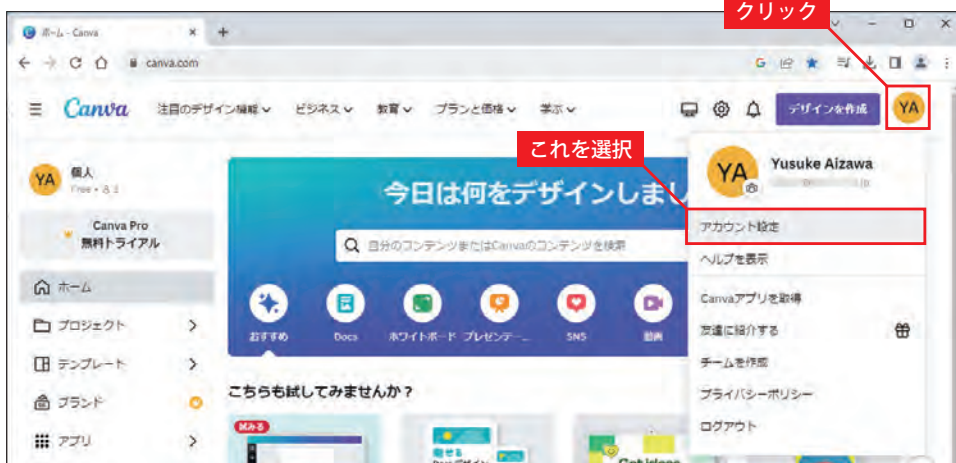 クリック
ホーム - Canva
canva.com
Canva
注目のデザイン機能
ビジネス
教育
プランと価格
学ぶ
デザインを作成
YA
これを選択
YA
個人
Free
YA
Yusuke Aizawa
今日は何をデザインしまし
Canva Pro
無料トライアル
アカウント設定
自分のコンテンツまたはCanvaのコンテンツを検索
ヘルプを表示
ホーム
Canvaアプリを取得
プロジェクト
おすすめ
Docs
ホワイトボード
プレゼンテー...
SNS
動画
友達に紹介する
テンプレート
チームを作成
こちらも試してみませんか?
プライバシーポリシー
ブランド
ログアウト
試みる
アプリ
魅せる